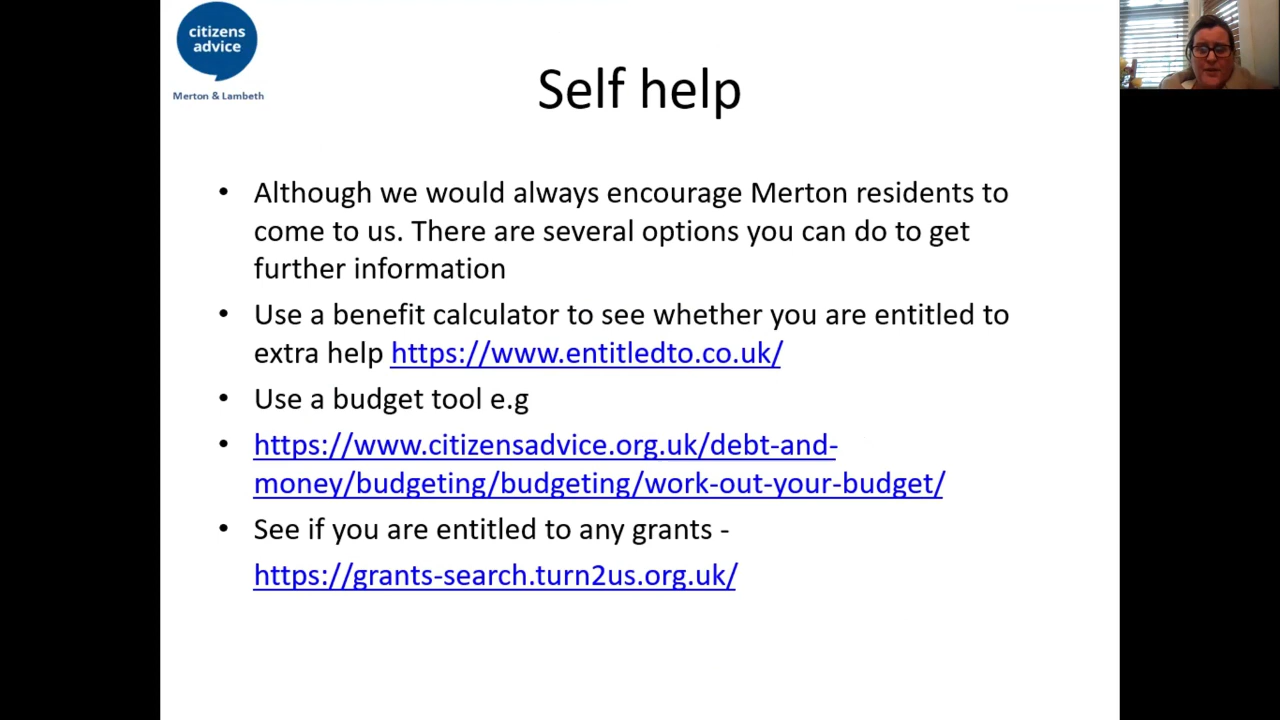 citizens
advice
Merton & Lambeth
Self help
• Although we would always encourage Merton residents to
come to us. There are several options you can do to get
further information
• Use a benefit calculator to see whether you are entitled to
extra help https://www.entitledto.co.uk/
• Use a budget tool e.g
• https://www.citizensadvice.org.uk/debt-and-
money/budgeting/budgeting/work-out-your-budget/
• See if you are entitled to any grants -
https://grants-search.turn2us.org.uk/